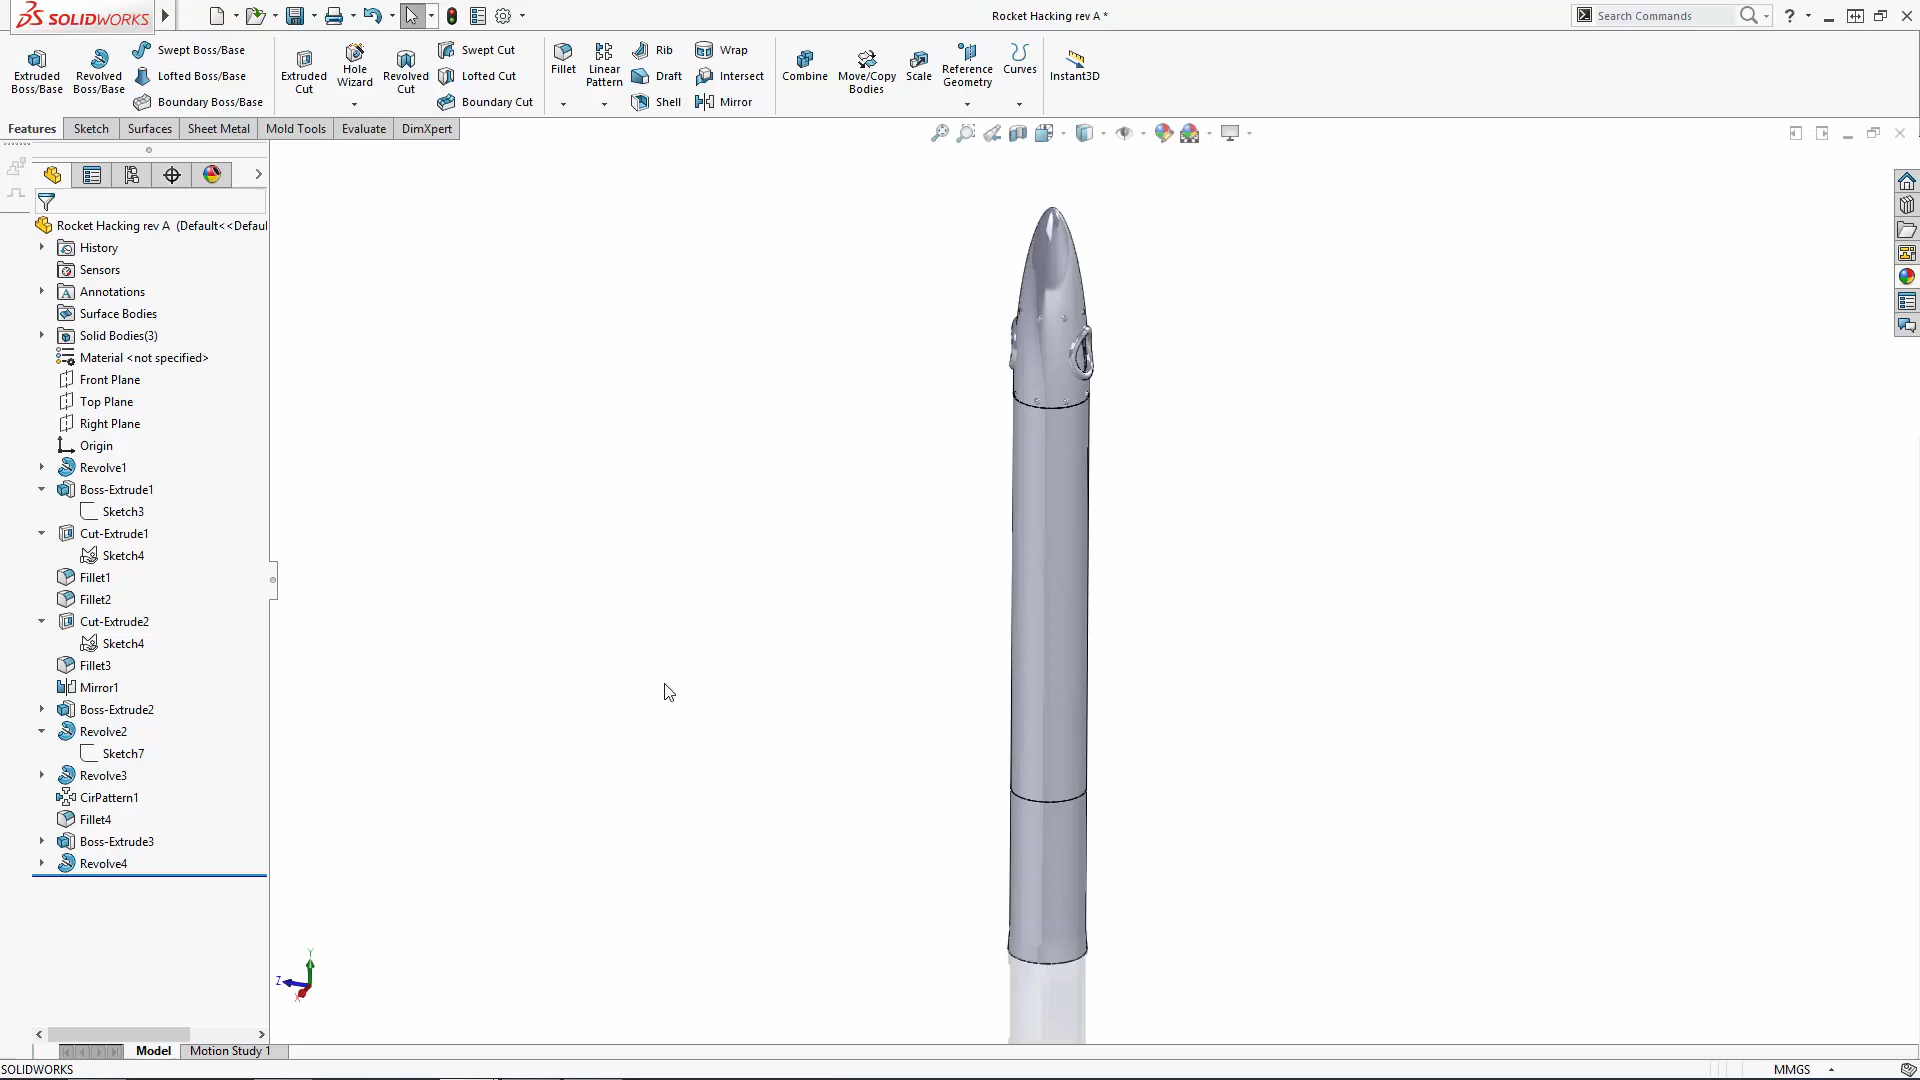 SOLIDWORKS
Rocket Hacking rev A *
Search Commands
?
Extruded Boss/Base
Revolved Boss/Base
Swept Boss/Base
Lofted Boss/Base
Boundary Boss/Base
Extruded Cut
Hole Wizard
Revolved Cut
Swept Cut
Lofted Cut
Boundary Cut
Fillet
Linear Pattern
Rib
Draft
Shell
Wrap
Intersect
Mirror
Combine
Move/Copy Bodies
Scale
Reference Geometry
Curves
Instant3D
Features
Sketch
Surfaces
Sheet Metal
Mold Tools
Evaluate
DimXpert
Rocket Hacking rev A (Default<<Defaul
History
Sensors
Annotations
Surface Bodies
Solid Bodies(3)
Material <not specified>
Front Plane
Top Plane
Right Plane
Origin
Revolve1
Boss-Extrude1
Sketch3
Cut-Extrude1
Sketch4
Fillet1
Fillet2
Cut-Extrude2
Sketch4
Fillet3
Mirror1
Boss-Extrude2
Revolve2
Sketch7
Revolve3
CirPattern1
Fillet4
Boss-Extrude3
Revolve4
Y
Z
X
Model
Motion Study 1
SOLIDWORKS
MMGS